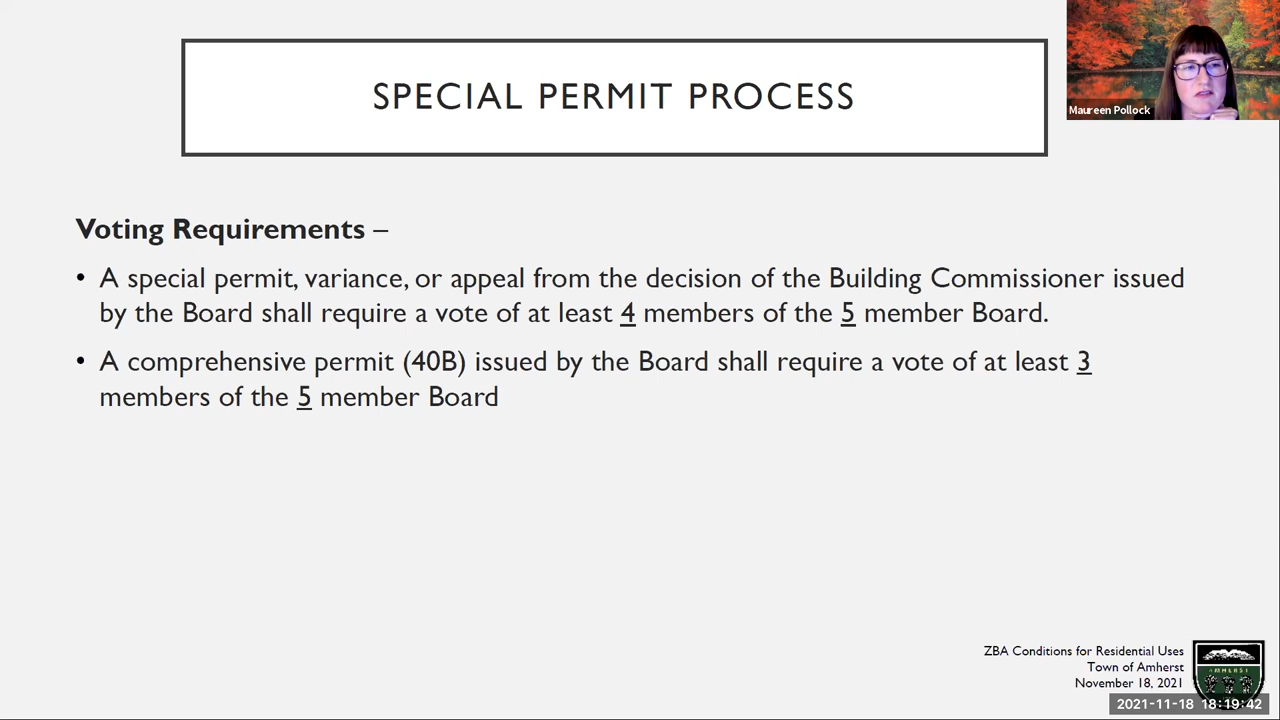 SPECIAL PERMIT PROCESS
Maureen Pollock
Voting Requirements –
• A special permit, variance, or appeal from the decision of the Building Commissioner issued
by the Board shall require a vote of at least 4 members of the 5 member Board.
• A comprehensive permit (40B) issued by the Board shall require a vote of at least 3
members of the 5 member Board
ZBA Conditions for Residential Uses
Town of Amherst
November 18, 2021
AMHERST
2021-11-18 18:19:42